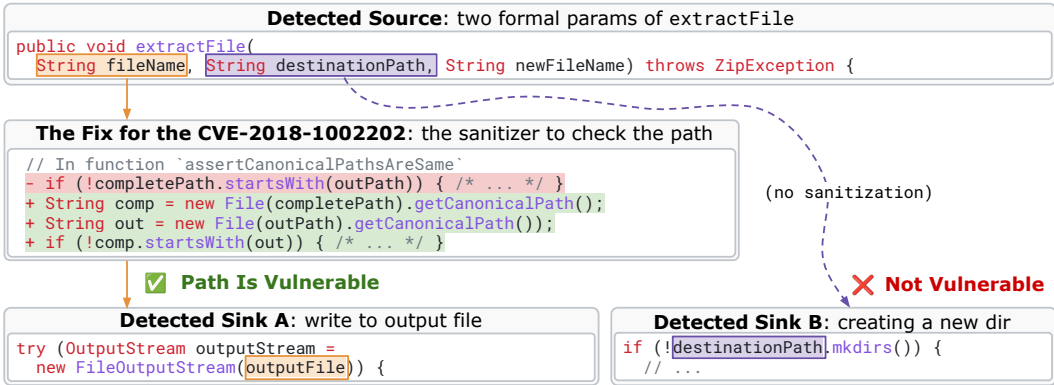 Detected Source: two formal params of extractFile
public void extractFile(
String fileName, String destinationPath, String newFileName) throws ZipException {
The Fix for the CVE-2018-1002202: the sanitizer to check the path
// In function `assertCanonicalPathsAreSame`
- if (!completePath.startsWith(outPath)) { /* ... */ }
+ String comp = new File(completePath).getCanonicalPath();
+ String out = new File(outPath).getCanonicalPath());
+ if (!comp.startsWith(out)) { /* ... */ }
(no sanitization)
✅ Path Is Vulnerable
❌ Not Vulnerable
Detected Sink A: write to output file
try (OutputStream outputStream =
new FileOutputStream(outputFile)) {
Detected Sink B: creating a new dir
if (!destinationPath.mkdirs()) {
// ...